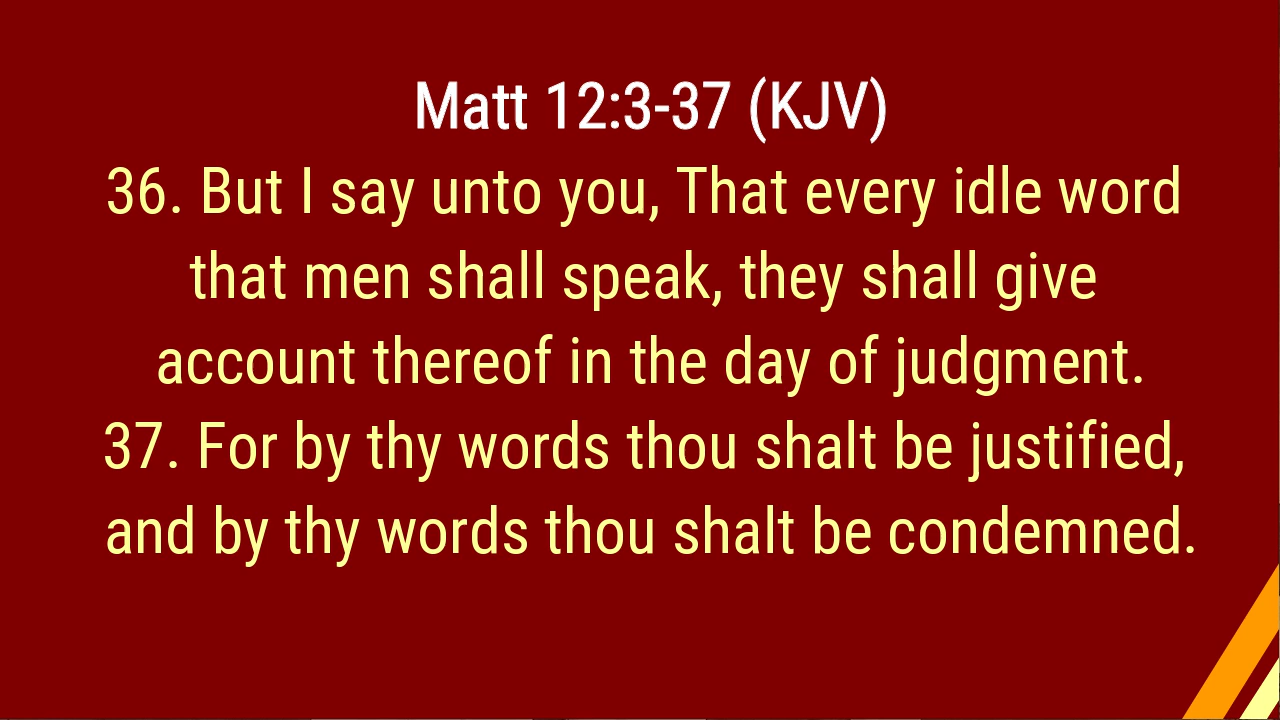 Matt 12:3-37 (KJV)
36. But I say unto you, That every idle word
that men shall speak, they shall give
account thereof in the day of judgment.
37. For by thy words thou shalt be justified,
and by thy words thou shalt be condemned.